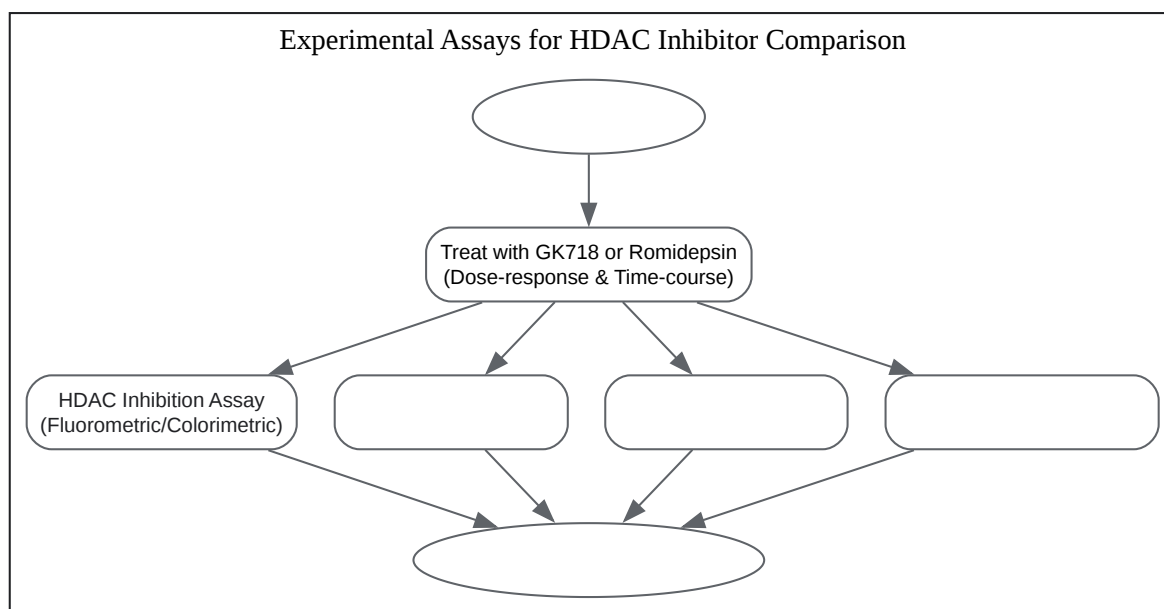 Experimental Assays for HDAC Inhibitor Comparison
Treat with GK718 or Romidepsin
(Dose-response & Time-course)
HDAC Inhibition Assay
(Fluorometric/Colorimetric)